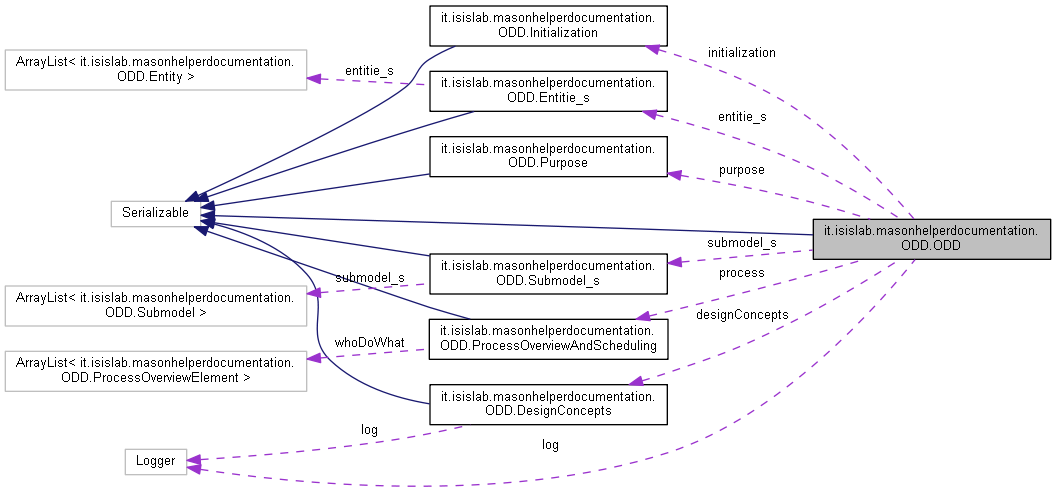 it.isislab.masonhelperdocumentation.
ODD.Initialization
initialization
ArrayList< it.isislab.masonhelperdocumentation.
ODD.Entity >
entitie_s
it.isislab.masonhelperdocumentation.
ODD.Entitie_s
entitie_s
it.isislab.masonhelperdocumentation.
ODD.Purpose
purpose
Serializable
it.isislab.masonhelperdocumentation.
ODD.ODD
submodel_s
it.isislab.masonhelperdocumentation.
ODD.Submodel_s
process
submodel_s
ArrayList< it.isislab.masonhelperdocumentation.
ODD.Submodel >
designConcepts
it.isislab.masonhelperdocumentation.
ODD.ProcessOverviewAndScheduling
whoDoWhat
ArrayList< it.isislab.masonhelperdocumentation.
ODD.ProcessOverviewElement >
it.isislab.masonhelperdocumentation.
ODD.DesignConcepts
log
log
Logger